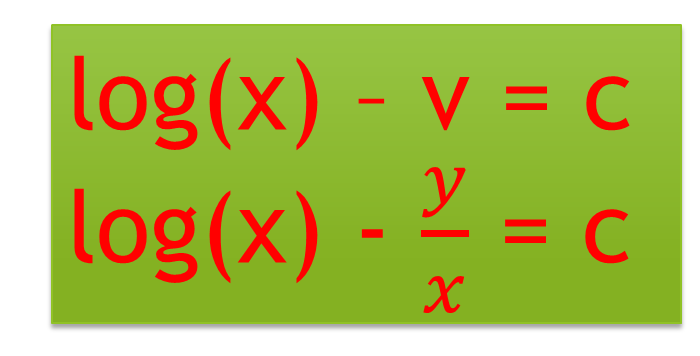 log(x) – v = c
log(x) - y/x = c